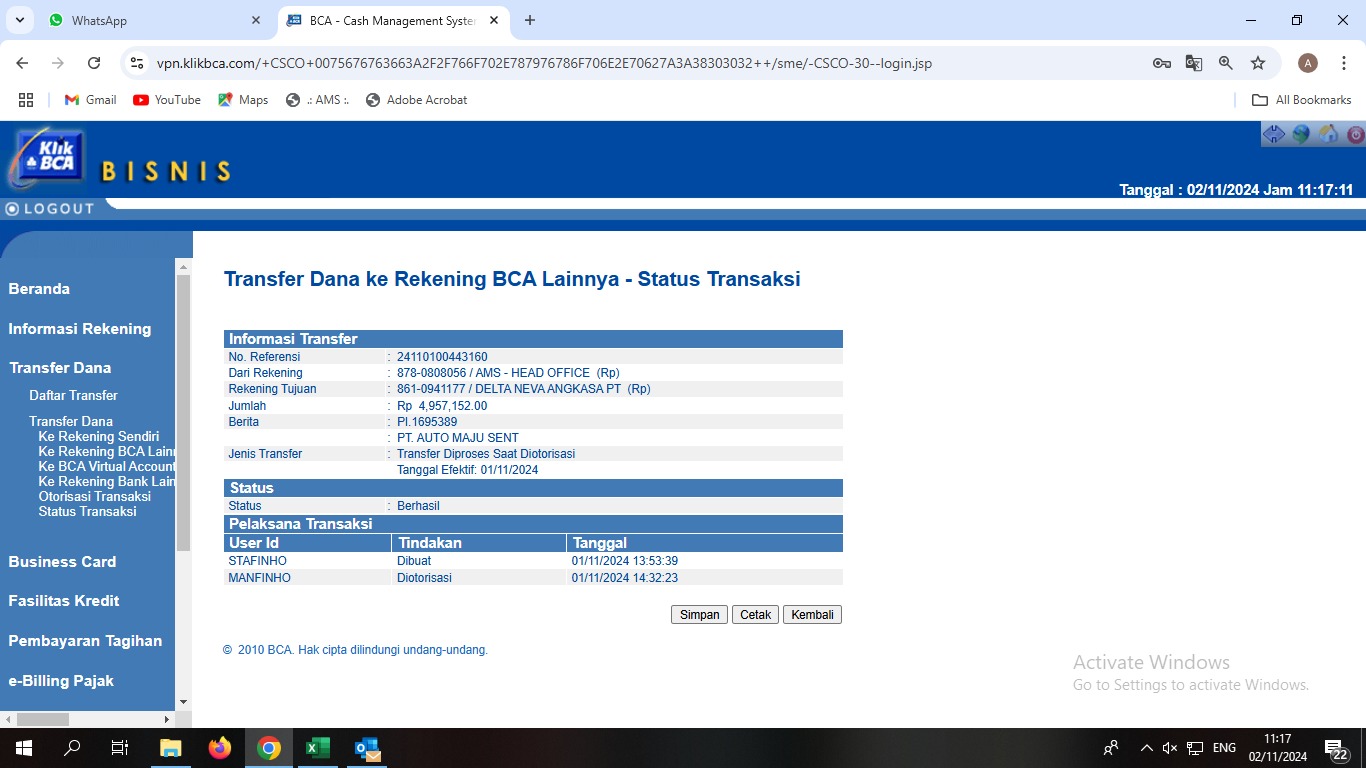 WhatsApp
BCA - Cash Management Syste
vpn.klikbca.com/+CSCO+0075676763663A2F2F766F702E787976786F706E2E70627A3A38303032++/sme/-CSCO-30--login.jsp
A
Gmail
YouTube
Maps
.: AMS :.
Adobe Acrobat
All Bookmarks
Klik
BCA
BISNIS
Tanggal : 02/11/2024 Jam 11:17:11
LOGOUT
Beranda
Informasi Rekening
Transfer Dana
Daftar Transfer
Transfer Dana
Ke Rekening Sendiri
Ke Rekening BCA Lainn
Ke BCA Virtual Account
Ke Rekening Bank Lain
Otorisasi Transaksi
Status Transaksi
Business Card
Fasilitas Kredit
Pembayaran Tagihan
e-Billing Pajak
Transfer Dana ke Rekening BCA Lainnya - Status Transaksi
Informasi Transfer
No. Referensi : 24110100443160
Dari Rekening : 878-0808056 / AMS - HEAD OFFICE (Rp)
Rekening Tujuan : 861-0941177 / DELTA NEVA ANGKASA PT (Rp)
Jumlah : Rp 4,957,152.00
Berita : PI.1695389
: PT. AUTO MAJU SENT
Jenis Transfer : Transfer Diproses Saat Diotorisasi
Tanggal Efektif: 01/11/2024
Status
Status : Berhasil
Pelaksana Transaksi
User Id Tindakan Tanggal
STAFINHO Dibuat 01/11/2024 13:53:39
MANFINHO Diotorisasi 01/11/2024 14:32:23
Simpan Cetak Kembali
© 2010 BCA. Hak cipta dilindungi undang-undang.
Activate Windows
Go to Settings to activate Windows.
ENG
11:17
02/11/2024
22